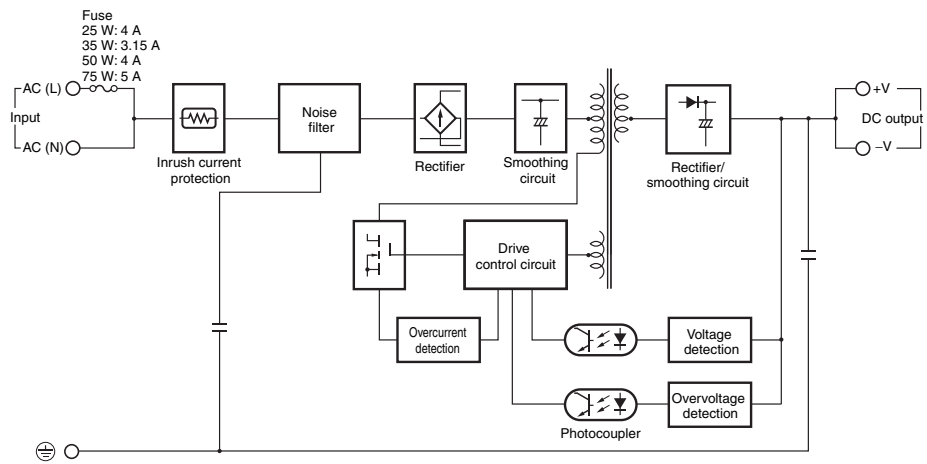 Fuse
25 W: 4 A
35 W: 3.15 A
50 W: 4 A
75 W: 5 A
AC (L)
Input
AC (N)
Inrush current
protection
Noise
filter
Rectifier
Smoothing
circuit
Rectifier/
smoothing circuit
+V
DC output
–V
Drive
control circuit
Overcurrent
detection
Voltage
detection
Overvoltage
detection
Photocoupler